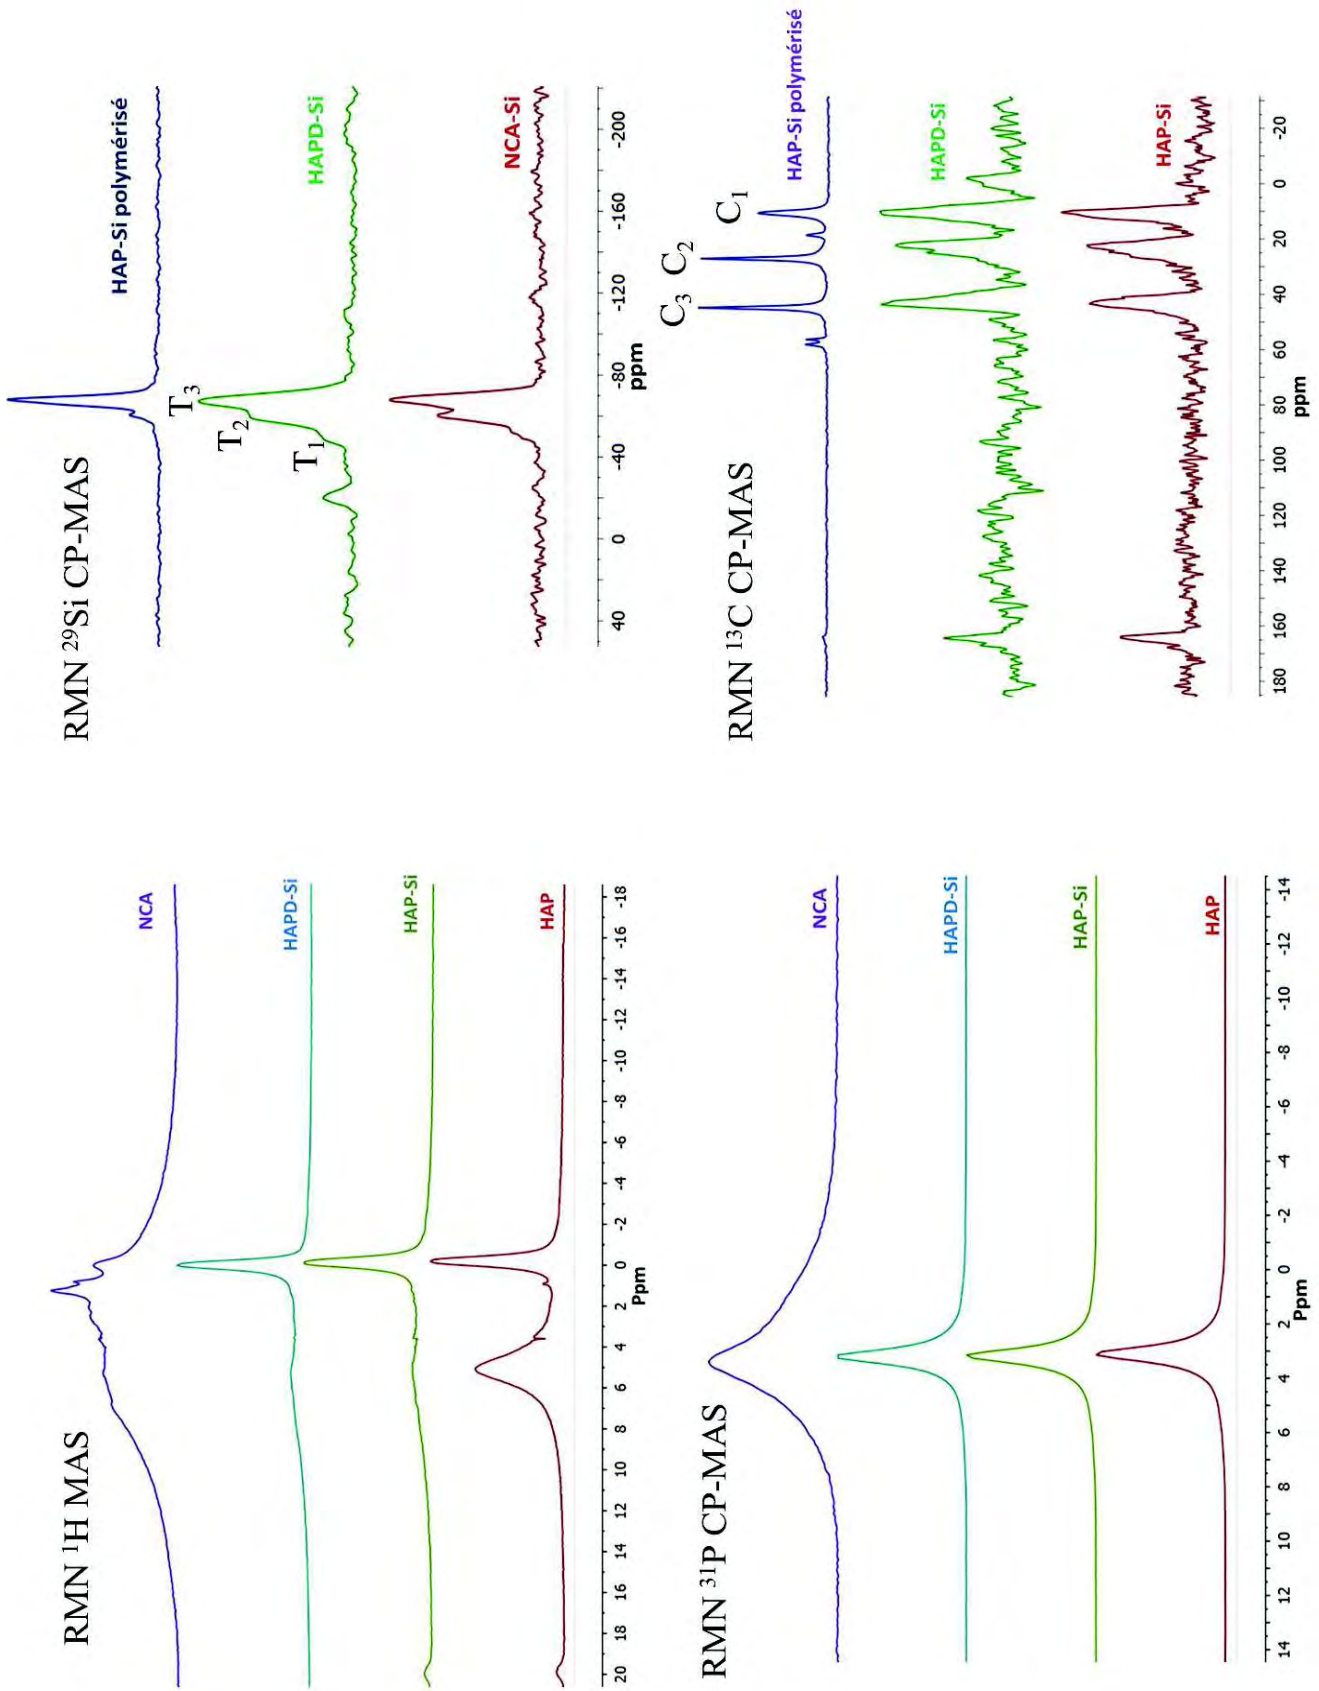 RMN ¹H MAS
NCA
HAPD-Si
HAP-Si
HAP
20 18 16 14 12 10 8 6 4 2 0 -2 -4 -6 -8 -10 -12 -14 -16 -18
Ppm
RMN ²⁹Si CP-MAS
HAP-Si polymérisé
T₁ T₂ T₃
HAPD-Si
NCA-Si
40 0 -40 -80 -120 -160 -200
ppm
RMN ³¹P CP-MAS
NCA
HAPD-Si
HAP-Si
HAP
14 12 10 8 6 4 2 0 -2 -4 -6 -8 -10 -12 -14
Ppm
RMN ¹³C CP-MAS
C₃ C₂ C₁
HAP-Si polymérisé
HAPD-Si
HAP-Si
180 160 140 120 100 80 60 40 20 0 -20
ppm